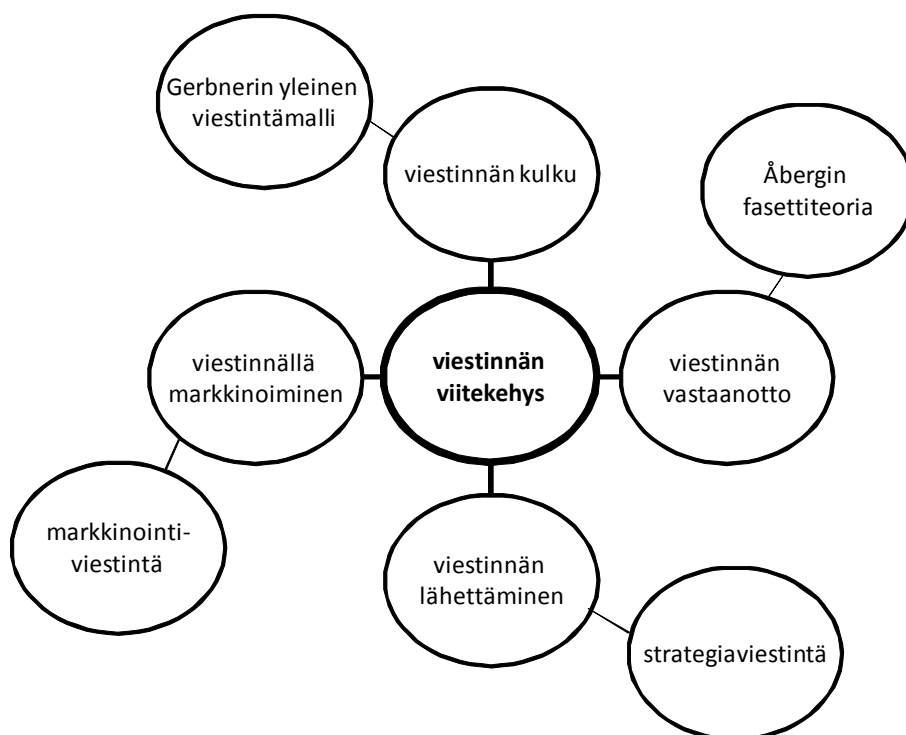 Gerbnerin yleinen
viestintämalli
viestinnän kulku
Åbergin
fasettiteoria
viestinnällä
markkinoiminen
viestinnän
viitekehys
viestinnän
vastaanotto
markkinointi-
viestintä
viestinnän
lähettäminen
strategiaviestintä